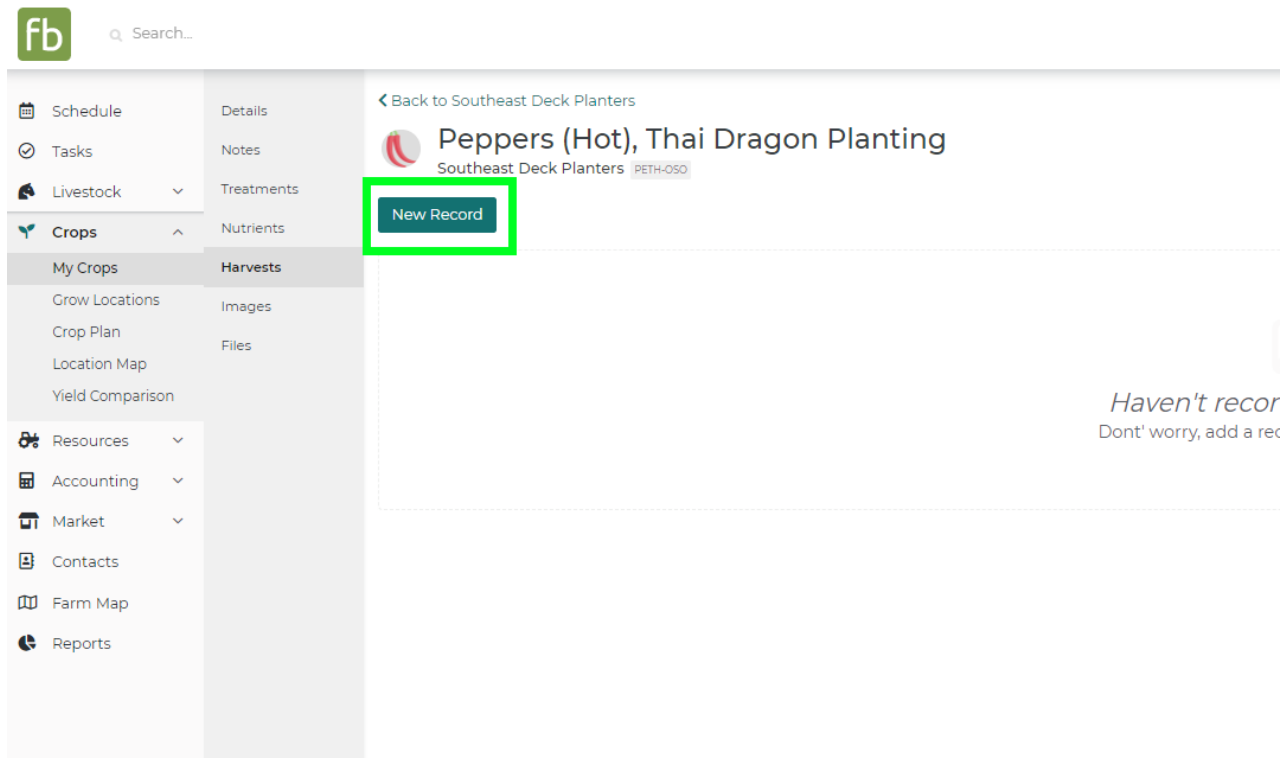 fb
Search...
Schedule
Tasks
Livestock
Crops
My Crops
Grow Locations
Crop Plan
Location Map
Yield Comparison
Resources
Accounting
Market
Contacts
Farm Map
Reports
Details
Notes
Treatments
Nutrients
Harvests
Images
Files
Back to Southeast Deck Planters
Peppers (Hot), Thai Dragon Planting
Southeast Deck Planters PETH-OSO
New Record
Haven't recor
Dont' worry, add a rec